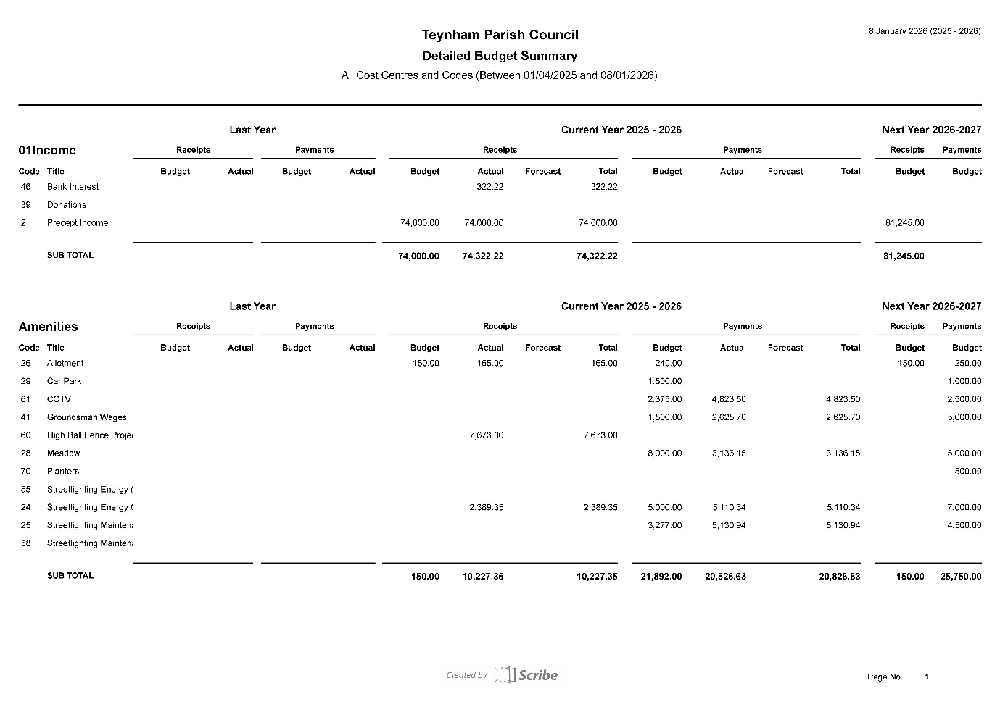 Teynham Parish Council
8 January 2026 (2025 - 2026)
Detailed Budget Summary
All Cost Centres and Codes (Between 01/04/2025 and 08/01/2026)
Last Year Current Year 2025 - 2026 Next Year 2026-2027
01Income Receipts Payments Receipts Payments Receipts Payments
Code Title Budget Actual Budget Actual Budget Actual Forecast Total Budget Actual Forecast Total Budget Budget
46 Bank Interest 322.22 322.22
39 Donations
2 Precept Income 74,000.00 74,000.00 74,000.00 81,245.00
SUB TOTAL 74,000.00 74,322.22 74,322.22 81,245.00
Last Year Current Year 2025 - 2026 Next Year 2026-2027
Amenities Receipts Payments Receipts Payments Receipts Payments
Code Title Budget Actual Budget Actual Budget Actual Forecast Total Budget Actual Forecast Total Budget Budget
26 Allotment 150.00 165.00 165.00 240.00 150.00 250.00
29 Car Park 1,500.00 1,000.00
61 CCTV 2,375.00 4,823.50 4,823.50 2,500.00
41 Groundsman Wages 1,500.00 2,625.70 2,625.70 5,000.00
60 High Ball Fence Projec 7,673.00 7,673.00
28 Meadow 8,000.00 3,136.15 3,136.15 5,000.00
70 Planters 500.00
55 Streetlighting Energy (
24 Streetlighting Energy C 2,389.35 2,389.35 5,000.00 5,110.34 5,110.34 7,000.00
25 Streetlighting Maintena 3,277.00 5,130.94 5,130.94 4,500.00
58 Streetlighting Maintena
SUB TOTAL 150.00 10,227.35 10,227.35 21,892.00 20,826.63 20,826.63 150.00 25,750.00
Created by Scribe
Page No. 1